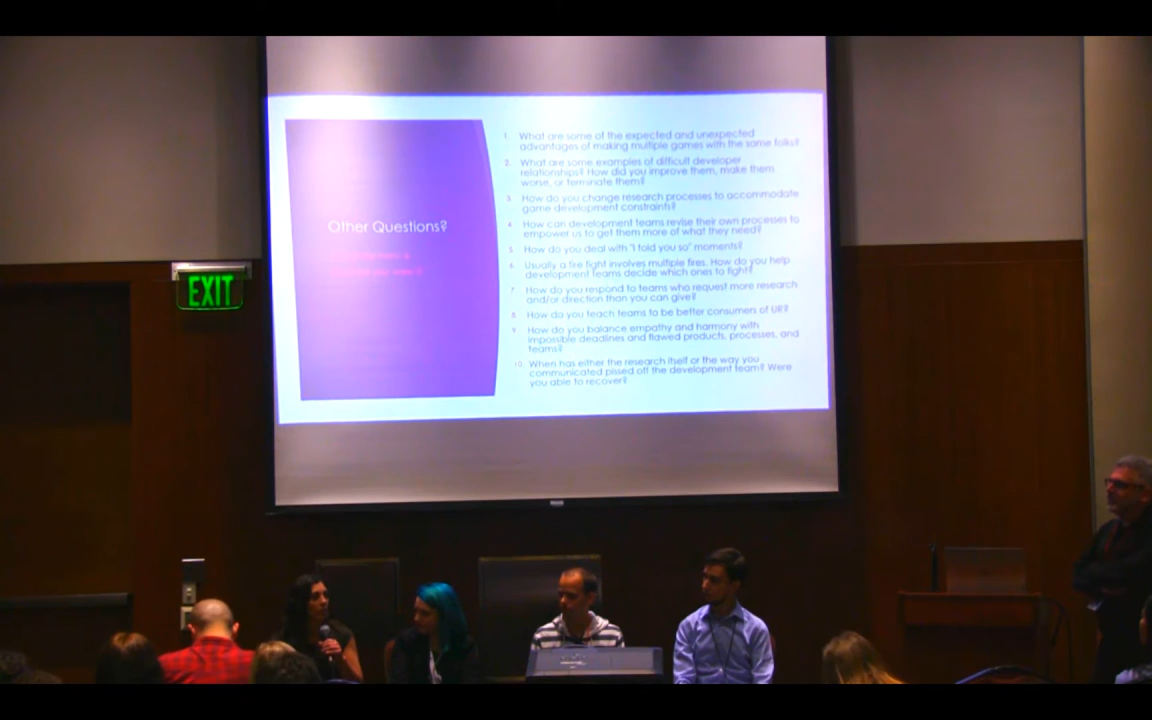 EXIT
Other Questions?
1. What are some of the expected and unexpected
advantages of making multiple games with the same folks?
2. What are some examples of difficult developer
relationships? How did you improve them, make them
worse, or terminate them?
3. How do you change research processes to accommodate
game development constraints?
4. How can development teams revise their own processes to
empower us to get them more of what they need?
5. How do you deal with "I told you so" moments?
6. Usually a fire fight involves multiple fires. How do you help
development teams decide which ones to fight?
7. How do you respond to teams who request more research
and/or direction than you can give?
8. How do you teach teams to be better consumers of UR?
9. How do you balance empathy and harmony with
impossible deadlines and flawed products, processes, and
teams?
10. When has either the research itself or the way you
communicated pissed off the development team? Were
you able to recover?